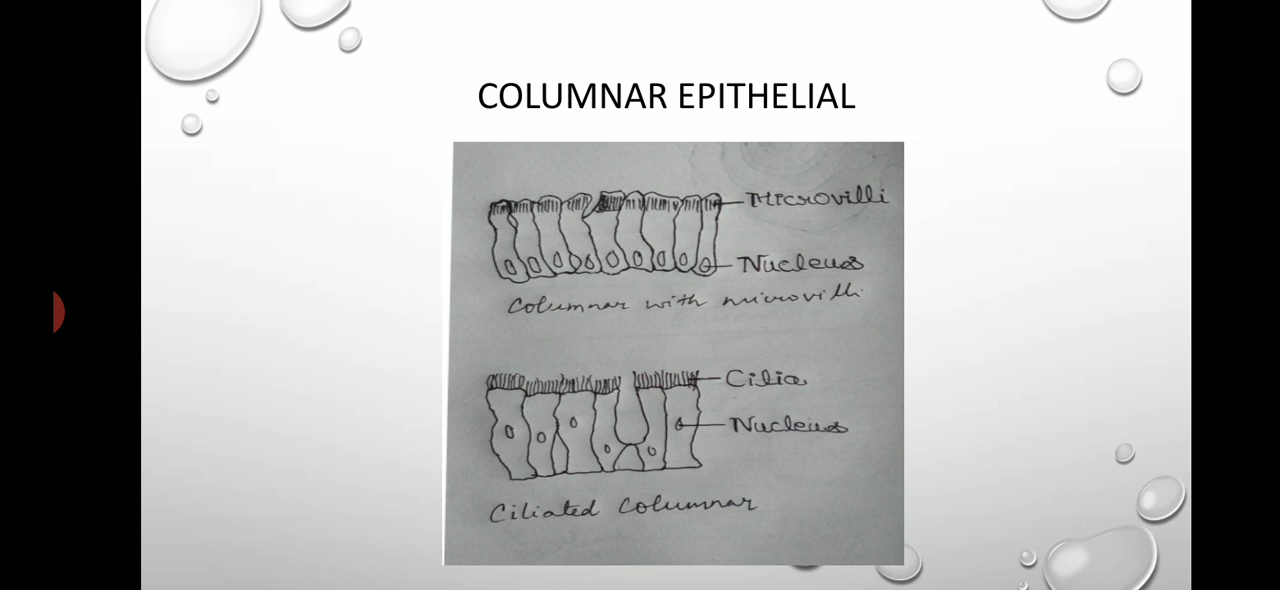 COLUMNAR EPITHELIAL
Microvilli
Nucleus
Columnar with microvilli
Cilia
Nucleus
Ciliated Columnar